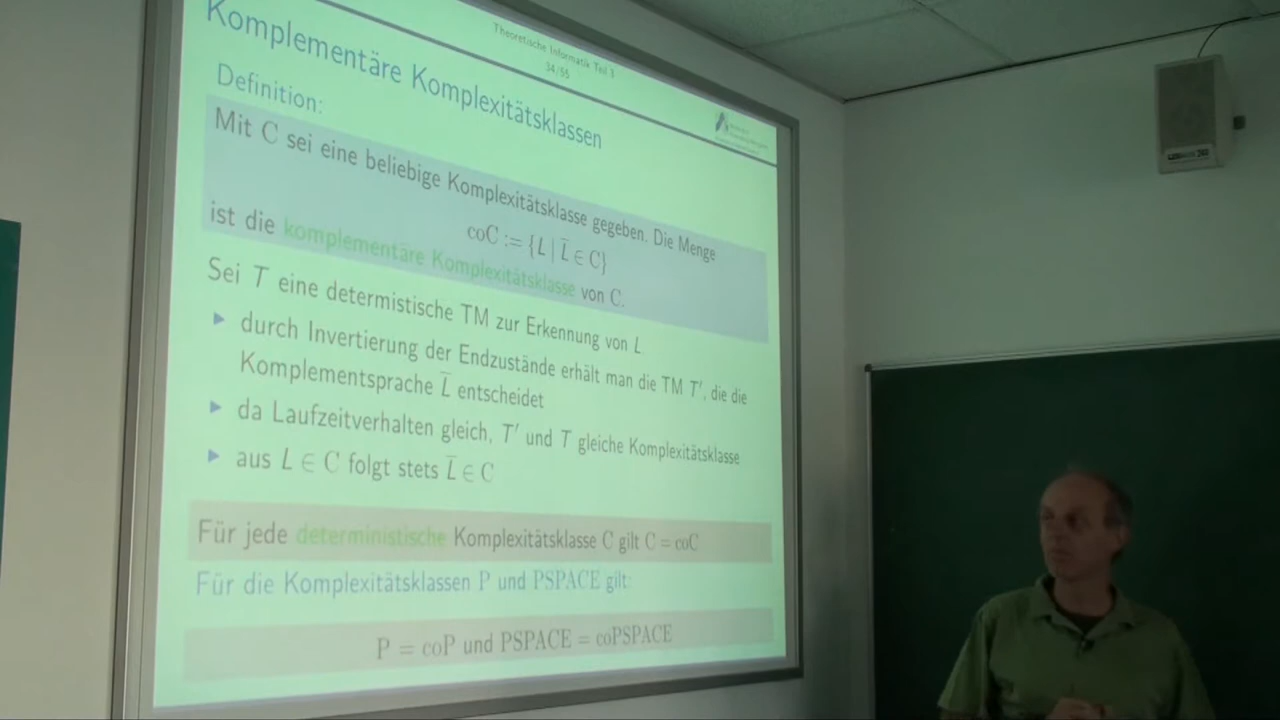 Theoretische Informatik Teil 3
34/55
Komplementäre Komplexitätsklassen
Definition:
Mit C sei eine beliebige Komplexitätsklasse gegeben. Die Menge
coC := {L | L̅ ∈ C}
ist die komplementäre Komplexitätsklasse von C.
Sei T eine determistische TM zur Erkennung von L
▶ durch Invertierung der Endzustände erhält man die TM T′, die die
Komplementsprache L̅ entscheidet
▶ da Laufzeitverhalten gleich, T′ und T gleiche Komplexitätsklasse
▶ aus L ∈ C folgt stets L̅ ∈ C
Für jede deterministische Komplexitätsklasse C gilt C = coC
Für die Komplexitätsklassen P und PSPACE gilt:
P = coP und PSPACE = coPSPACE